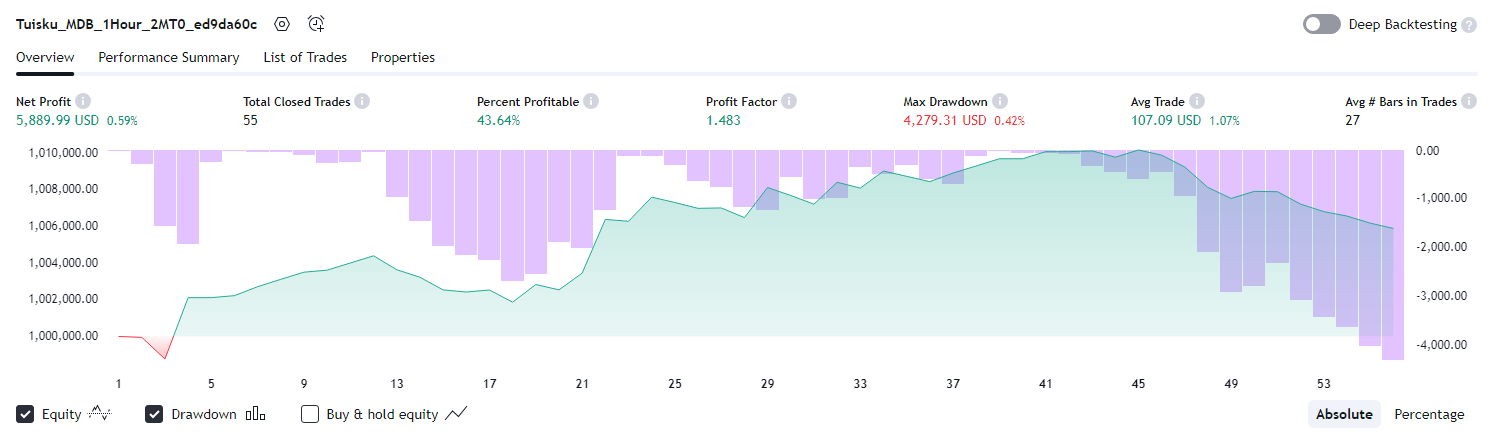 Tuisku_MDB_1Hour_2MT0_ed9da60c Deep Backtesting ?
Overview Performance Summary List of Trades Properties
Net Profit i Total Closed Trades i Percent Profitable i Profit Factor i Max Drawdown i Avg Trade i Avg # Bars in Trades i
5,889.99 USD 0.59% 55 43.64% 1.483 4,279.31 USD 0.42% 107.09 USD 1.07% 27
1,010,000.00 0.00
1,008,000.00 -1,000.00
1,006,000.00 -2,000.00
1,004,000.00
1,002,000.00 -3,000.00
1,000,000.00 -4,000.00
1 5 9 13 17 21 25 29 33 37 41 45 49 53
Equity Drawdown Buy & hold equity Absolute Percentage